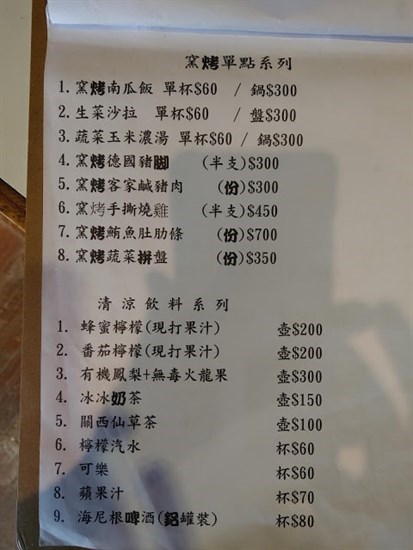 窯烤單點系列
1. 窯烤南瓜飯 單杯$60 / 鍋$300
2. 生菜沙拉 單杯$60 / 盤$300
3. 蔬菜玉米濃湯 單杯$60 / 鍋$300
4. 窯烤德國豬腳 (半支)$300
5. 窯烤客家鹹豬肉 (份)$300
6. 窯烤手撕燒雞 (半支)$450
7. 窯烤鮪魚肚肋條 (份)$700
8. 窯烤蔬菜拼盤 (份)$350
清涼飲料系列
1. 蜂蜜檸檬(現打果汁) 壺$200
2. 番茄檸檬(現打果汁) 壺$200
3. 有機鳳梨+無毒火龍果 壺$300
4. 冰冰奶茶 壺$150
5. 關西仙草茶 壺$100
6. 檸檬汽水 杯$60
7. 可樂 杯$60
8. 蘋果汁 杯$70
9. 海尼根啤酒(鋁罐裝) 杯$80